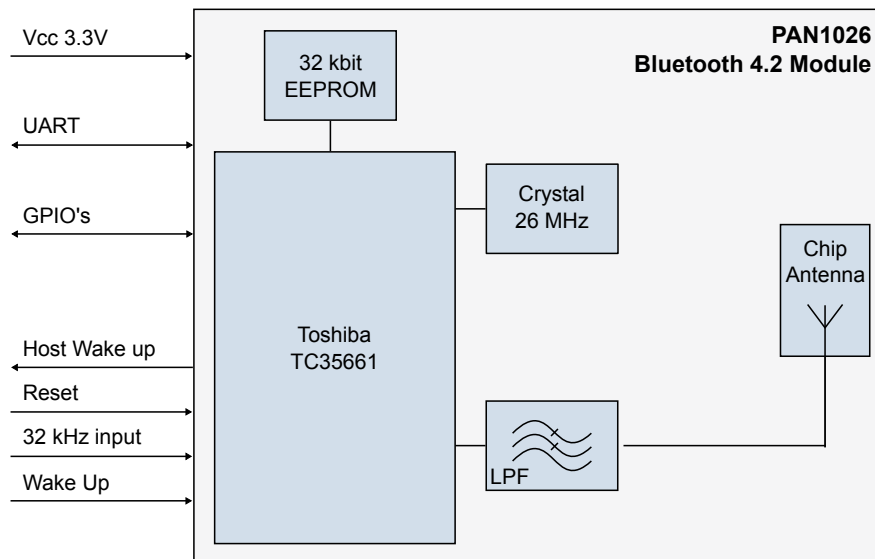 PAN1026
Bluetooth 4.2 Module
Vcc 3.3V
UART
GPIO's
Host Wake up
Reset
32 kHz input
Wake Up
32 kbit
EEPROM
Toshiba
TC35661
Crystal
26 MHz
LPF
Chip
Antenna